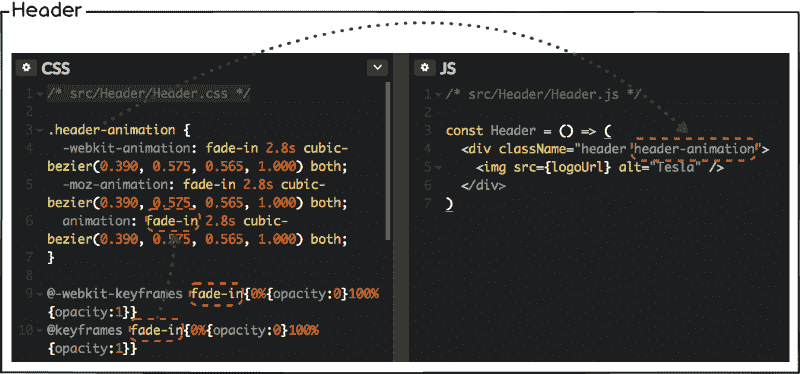 Header
CSS
1 /* src/Header/Header.css */
2
3 .header-animation {
4 -webkit-animation: fade-in 2.8s cubic-
bezier(0.390, 0.575, 0.565, 1.000) both;
5 -moz-animation: fade-in 2.8s cubic-
bezier(0.390, 0.575, 0.565, 1.000) both;
6 animation: fade-in 2.8s cubic-
bezier(0.390, 0.575, 0.565, 1.000) both;
7 }
8
9 @-webkit-keyframes fade-in{0%{opacity:0}100%
{opacity:1}}
10 @keyframes fade-in{0%{opacity:0}100%
{opacity:1}}
JS
1 /* src/Header/Header.js */
2
3 const Header = () => (
4 <div className="header header-animation">
5 <img src={logoUrl} alt="Tesla" />
6 </div>
7 )